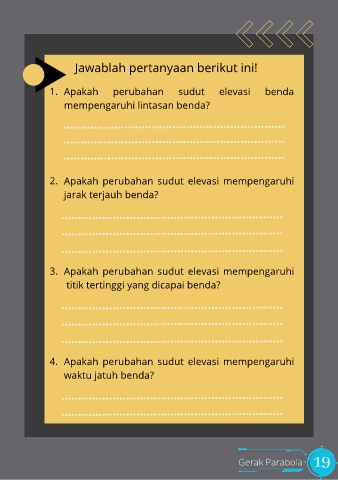 Jawablah pertanyaan berikut ini!
1. Apakah perubahan sudut elevasi benda
mempengaruhi lintasan benda?
2. Apakah perubahan sudut elevasi mempengaruhi
jarak terjauh benda?
3. Apakah perubahan sudut elevasi mempengaruhi
titik tertinggi yang dicapai benda?
4. Apakah perubahan sudut elevasi mempengaruhi
waktu jatuh benda?
Gerak Parabola 19